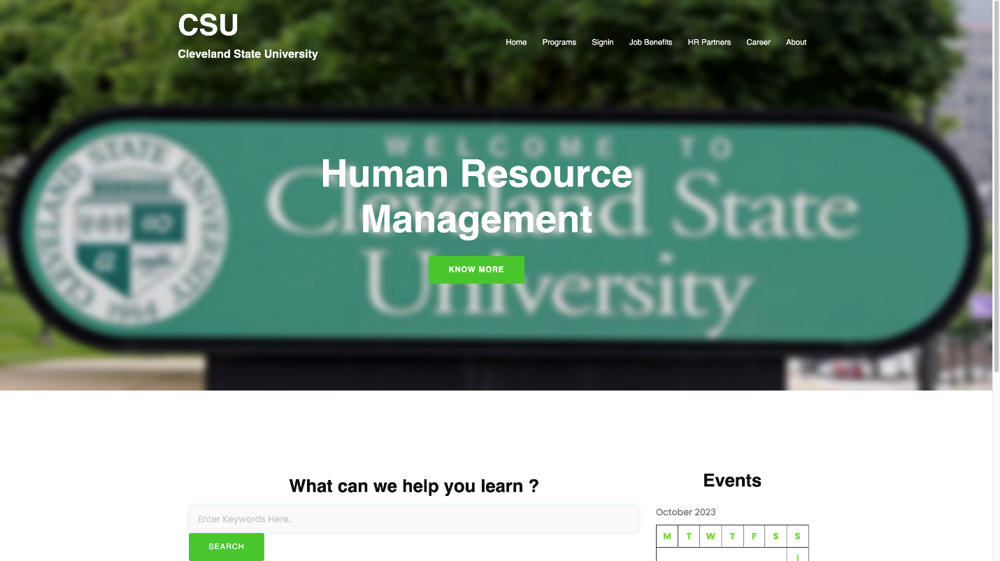 CSU
Cleveland State University
Home Programs Signin Job Benefits HR Partners Career About
WELCOME TO
Cleveland State
University
CLEVELAND STATE UNIVERSITY
1964
Human Resource
Management
KNOW MORE
What can we help you learn ?
Enter Keywords Here..
SEARCH
Events
October 2023
M T W T F S S
1